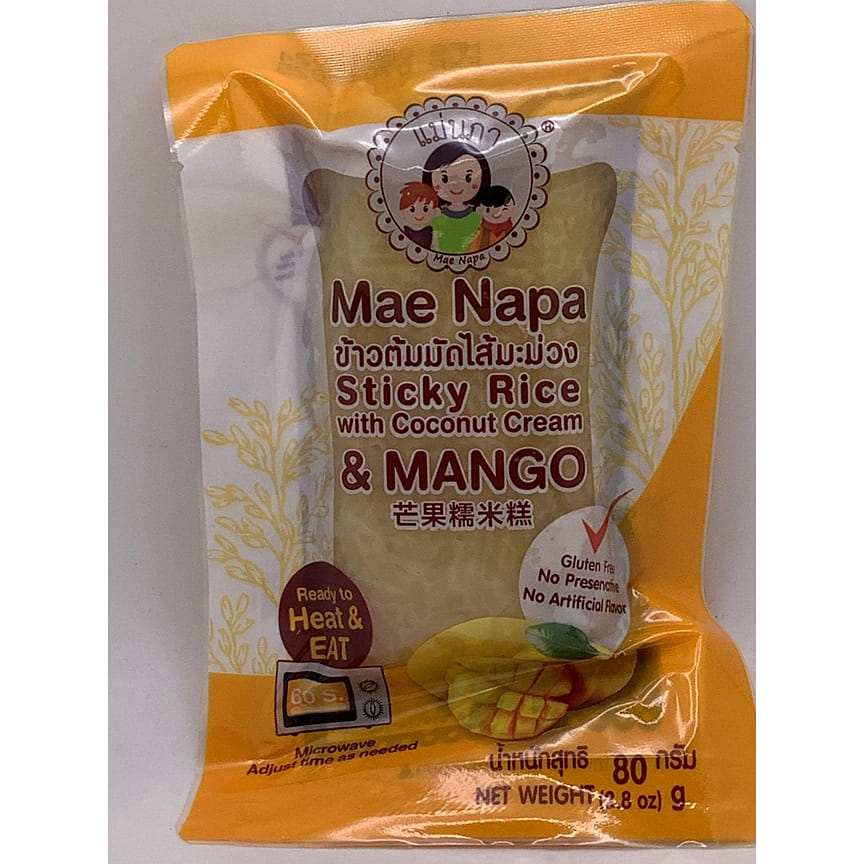 แม่นภา
®
Mae Napa
Mae Napa
ข้าวต้มมัดไส้มะม่วง
Sticky Rice
with Coconut Cream
& MANGO
芒果糯米糕
Gluten Free
No Preservative
No Artificial Flavor
Ready to
Heat &
EAT
60 S.
Microwave
Adjust time as needed
น้ำหนักสุทธิ 80 กรัม
NET WEIGHT (2.8 oz) g